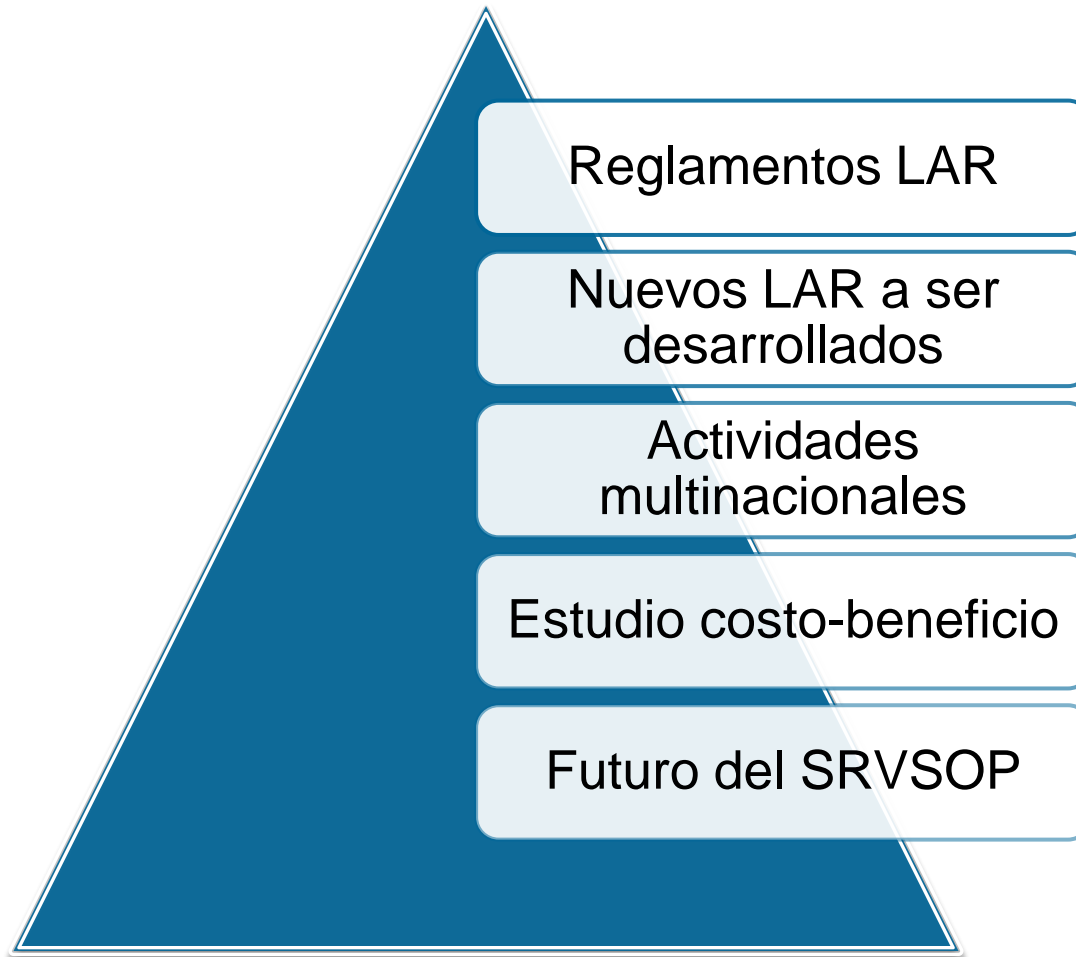 Reglamentos LAR
Nuevos LAR a ser
desarrollados
Actividades
multinacionales
Estudio costo-beneficio
Futuro del SRVSOP